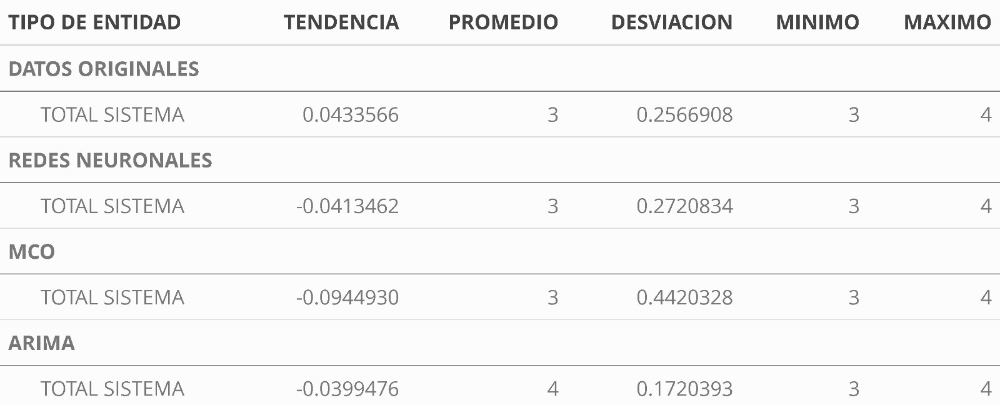 TIPO DE ENTIDAD TENDENCIA PROMEDIO DESVIACION MINIMO MAXIMO
DATOS ORIGINALES
TOTAL SISTEMA 0.0433566 3 0.2566908 3 4
REDES NEURONALES
TOTAL SISTEMA -0.0413462 3 0.2720834 3 4
MCO
TOTAL SISTEMA -0.0944930 3 0.4420328 3 4
ARIMA
TOTAL SISTEMA -0.0399476 4 0.1720393 3 4